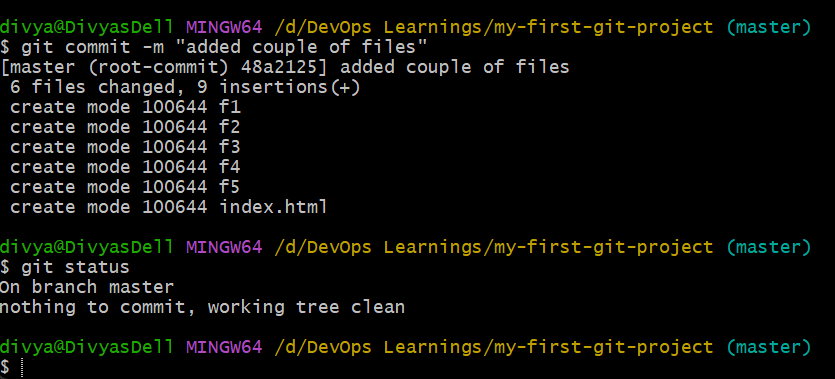 divya@DivyasDell MINGW64 /d/DevOps Learnings/my-first-git-project (master)
$ git commit -m "added couple of files"
[master (root-commit) 48a2125] added couple of files
 6 files changed, 9 insertions(+)
 create mode 100644 f1
 create mode 100644 f2
 create mode 100644 f3
 create mode 100644 f4
 create mode 100644 f5
 create mode 100644 index.html
divya@DivyasDell MINGW64 /d/DevOps Learnings/my-first-git-project (master)
$ git status
On branch master
nothing to commit, working tree clean
divya@DivyasDell MINGW64 /d/DevOps Learnings/my-first-git-project (master)
$